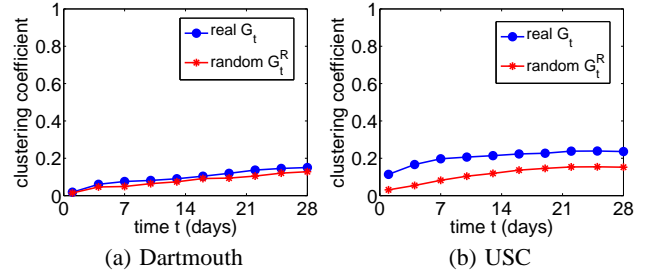 1
0.8
0.6
0.4
0.2
0
clustering coefficient
real G_t
random G_t^R
0 7 14 21 28
time t (days)
(a) Dartmouth
1
0.8
0.6
0.4
0.2
0
clustering coefficient
real G_t
random G_t^R
0 7 14 21 28
time t (days)
(b) USC